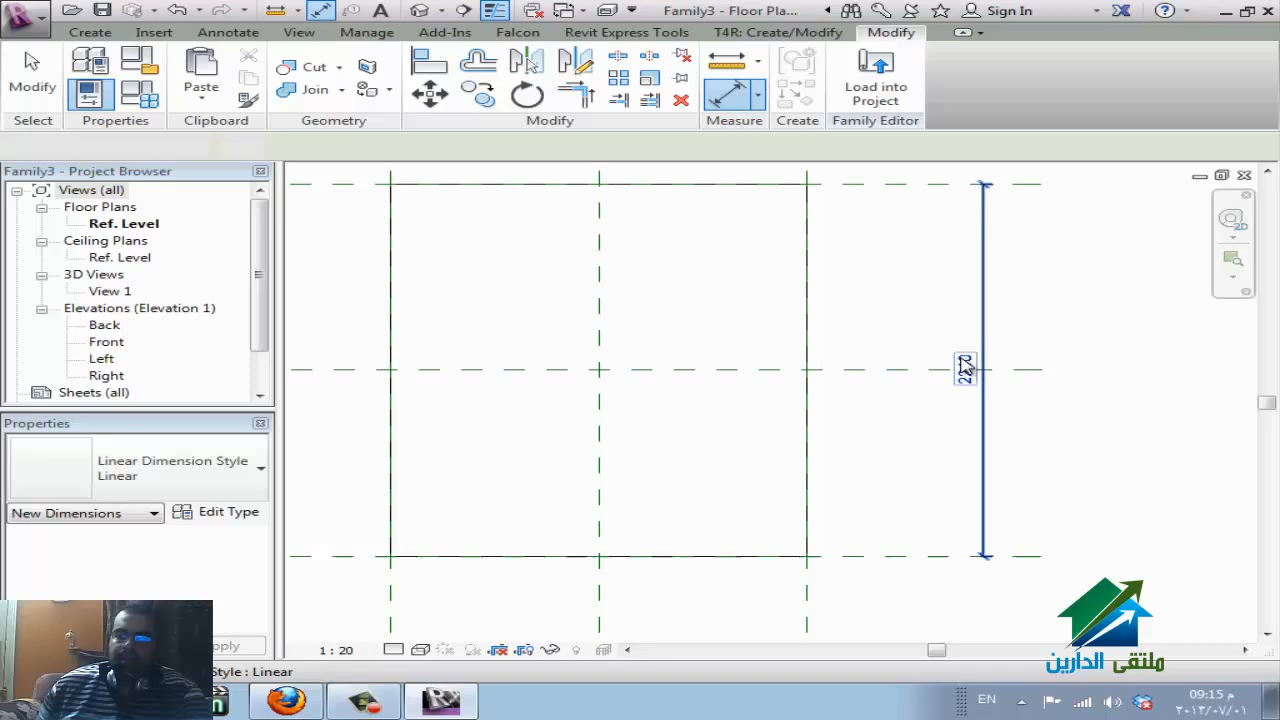 Family3 - Floor Pla...
Sign In
Create
Insert
Annotate
View
Manage
Add-Ins
Falcon
Revit Express Tools
T4R: Create/Modify
Modify
Modify
Paste
Cut
Join
Load into
Project
Select
Properties
Clipboard
Geometry
Modify
Measure
Create
Family Editor
Family3 - Project Browser
Views (all)
Floor Plans
Ref. Level
Ceiling Plans
Ref. Level
3D Views
View 1
Elevations (Elevation 1)
Back
Front
Left
Right
Sheets (all)
Properties
Linear Dimension Style
Linear
New Dimensions
Edit Type
2D
1 : 20
Style : Linear
ملتقى الدارين
EN
09:15 م
٢٠١٣/٠٧/٠١